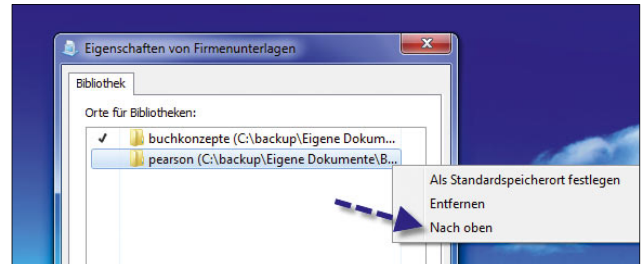 Eigenschaften von Firmenunterlagen
Bibliothek
Orte für Bibliotheken:
buchkonzepte (C:\backup\Eigene Dokum...
pearson (C:\backup\Eigene Dokumente\B...
Als Standardspeicherort festlegen
Entfernen
Nach oben